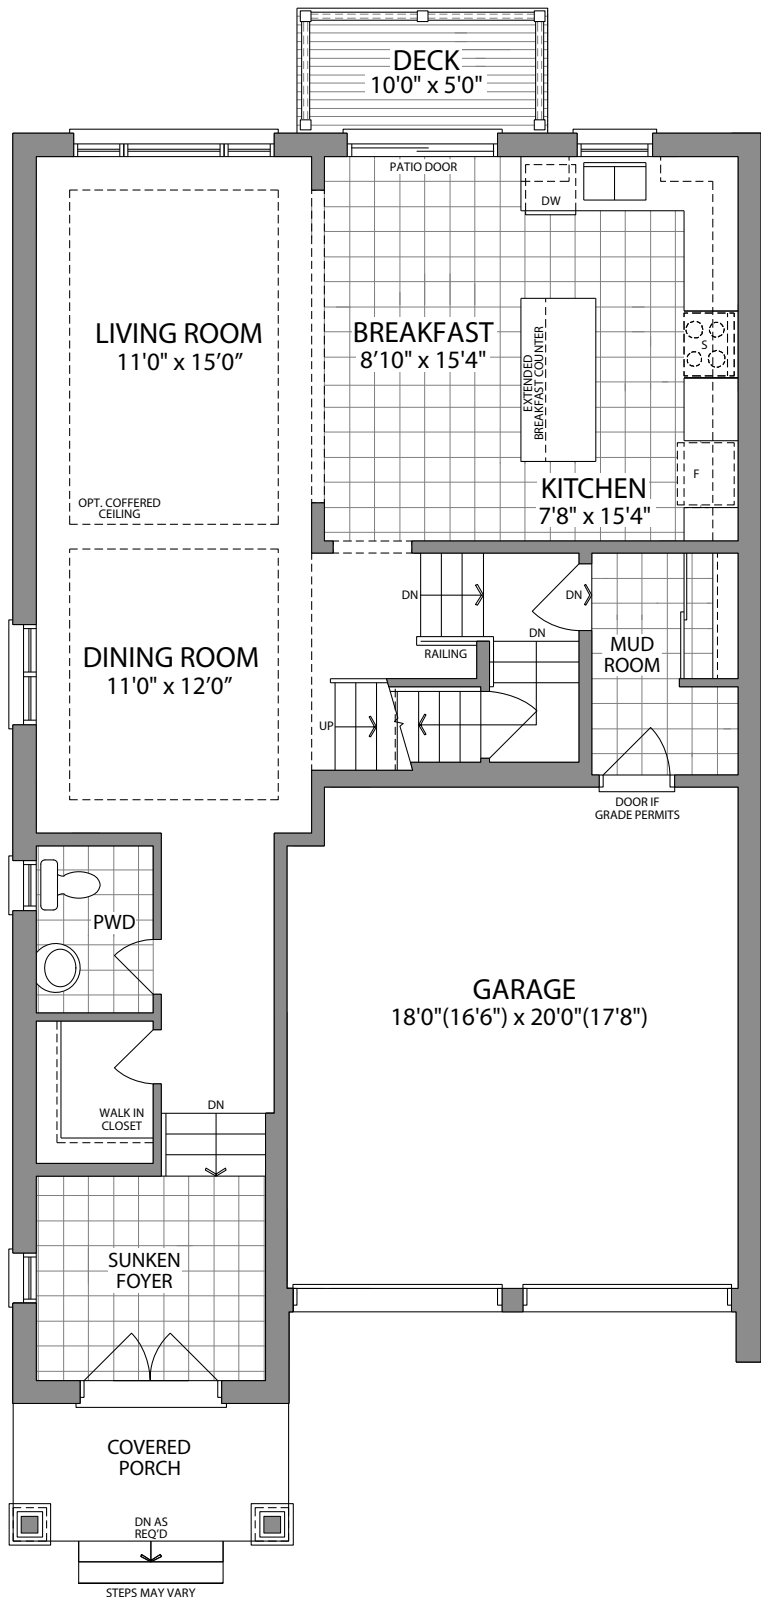 DECK
10'0" x 5'0"
PATIO DOOR
DW
LIVING ROOM
11'0" x 15’0”
BREAKFAST
8’10" x 15'4"
EXTENDED
BREAKFAST COUNTER
S
F
OPT. COFFERED
CEILING
KITCHEN
7'8" x 15'4"
DN
DN
DN
RAILING
MUD
ROOM
DINING ROOM
11'0" x 12’0”
UP
DOOR IF
GRADE PERMITS
PWD
GARAGE
18'0"(16'6") x 20'0"(17'8")
WALK IN
CLOSET
DN
SUNKEN
FOYER
COVERED
PORCH
DN AS
REQ'D
STEPS MAY VARY